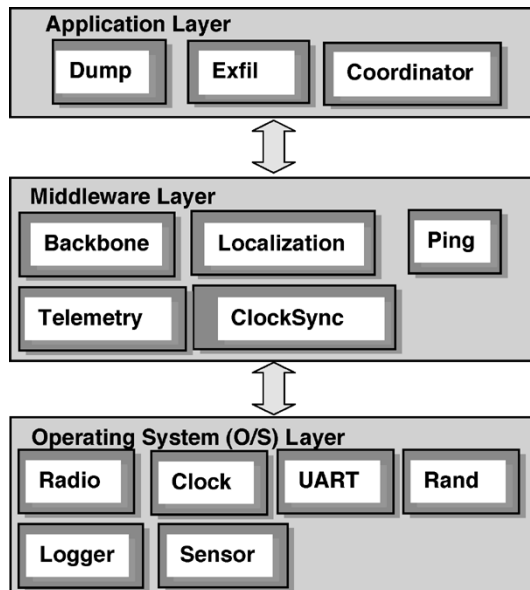 Application Layer
Dump Exfil Coordinator
Middleware Layer
Backbone Localization Ping
Telemetry ClockSync
Operating System (O/S) Layer
Radio Clock UART Rand
Logger Sensor